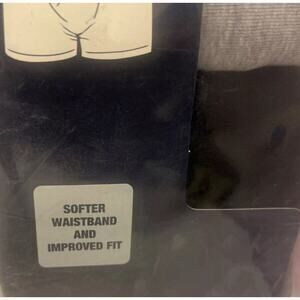 SOFTER
WAISTBAND
AND
IMPROVED FIT